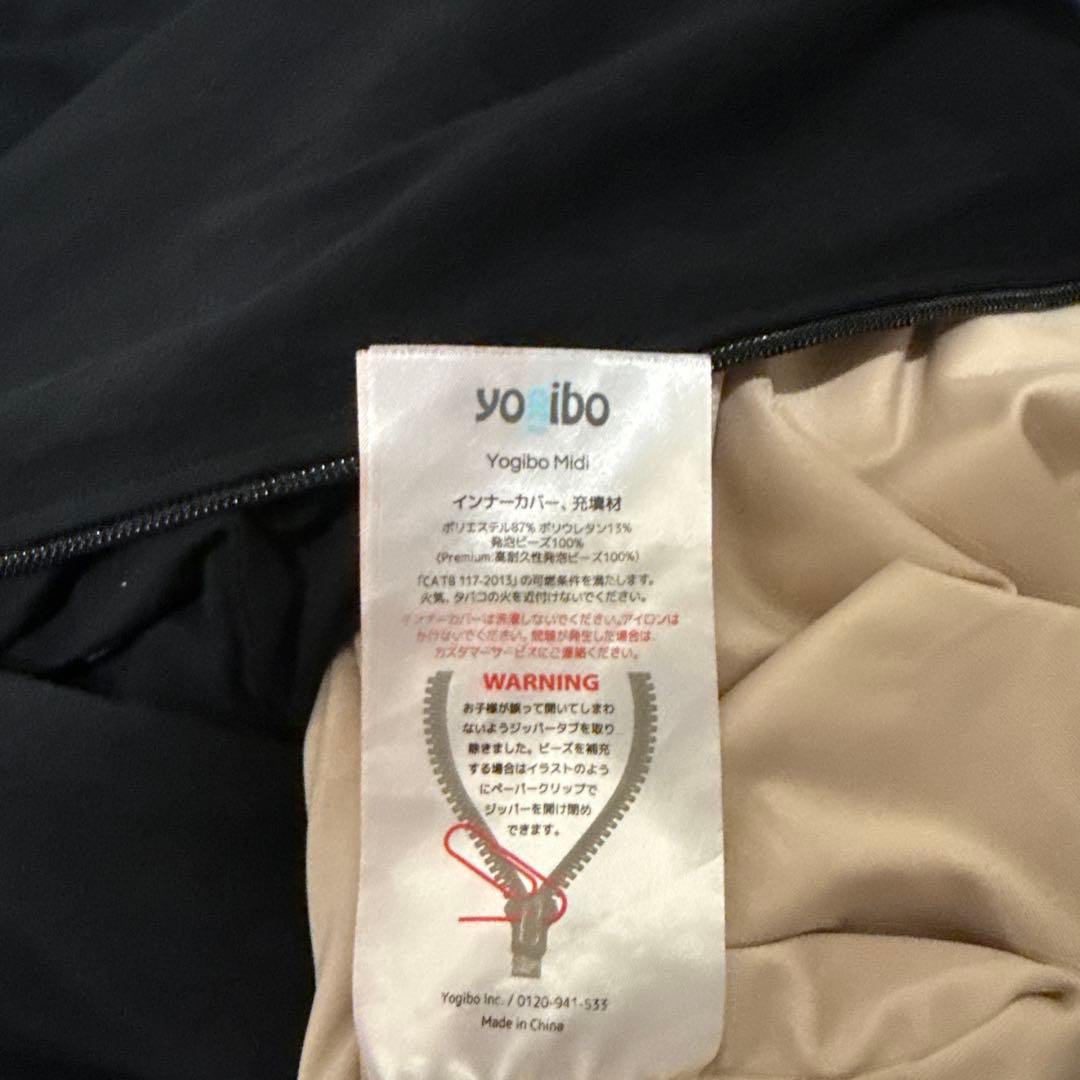 yogibo
Yogibo Midi
インナーカバー、充填材
ポリエステル87% ポリウレタン13%
発泡ビーズ100%
(Premium:高耐久性発泡ビーズ100%)
「CA TB 117-2013」の可燃条件を満たします。
火気、タバコの火を近付けないでください。
インナーカバーは洗濯しないでください。アイロンは
かけないでください。問題が発生した場合は、
カスタマーサービスにご連絡ください。
WARNING
お子様が誤って開いてしまわ
ないようジッパータブを取り
除きました。ビーズを補充
する場合はイラストのよう
にペーパークリップで
ジッパーを開け閉め
できます。
Yogibo Inc. / 0120-941-533
Made in China